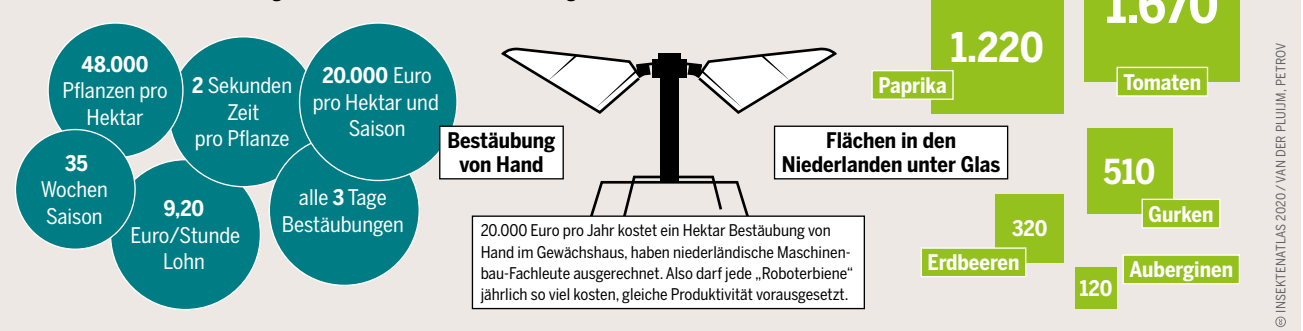 48.000
Pflanzen pro
Hektar
2 Sekunden
Zeit
pro Pflanze
20.000 Euro
pro Hektar und
Saison
35
Wochen
Saison
9,20
Euro/Stunde
Lohn
alle 3 Tage
Bestäubungen
Bestäubung
von Hand
20.000 Euro pro Jahr kostet ein Hektar Bestäubung von
Hand im Gewächshaus, haben niederländische Maschinen-
bau-Fachleute ausgerechnet. Also darf jede „Roboterbiene“
jährlich so viel kosten, gleiche Produktivität vorausgesetzt.
Flächen in den
Niederlanden unter Glas
1.220
Paprika
1.670
Tomaten
510
Gurken
320
Erdbeeren
120
Auberginen
INSEKTENATLAS 2020 / VAN DER PLUIJM, PETROV